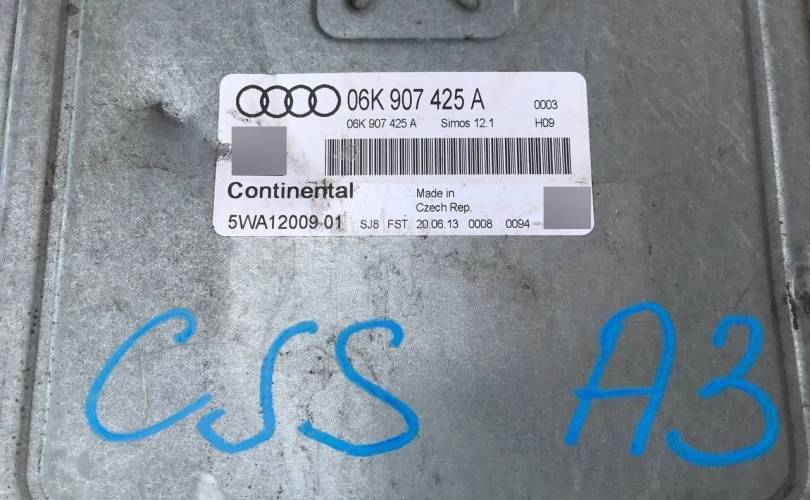 06K 907 425 A 0003
06K 907 425 A Simos 12.1 H09
Continental Made in
Czech Rep.
5WA12009-01 SJ8 FST 20.06.13 0008 0094
CSS A3